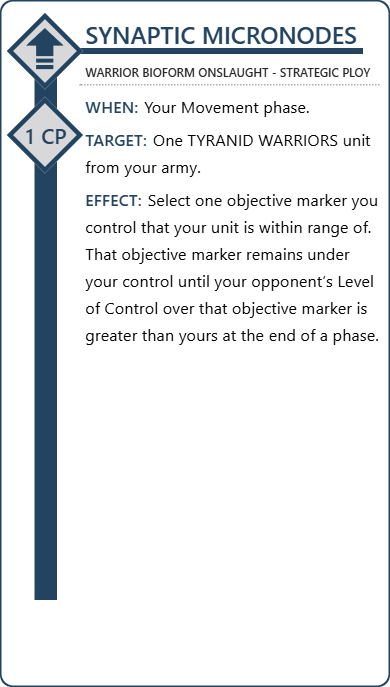 SYNAPTIC MICRONODES
WARRIOR BIOFORM ONSLAUGHT - STRATEGIC PLOY
1 CP
WHEN: Your Movement phase.
TARGET: One TYRANID WARRIORS unit
from your army.
EFFECT: Select one objective marker you
control that your unit is within range of.
That objective marker remains under
your control until your opponent's Level
of Control over that objective marker is
greater than yours at the end of a phase.